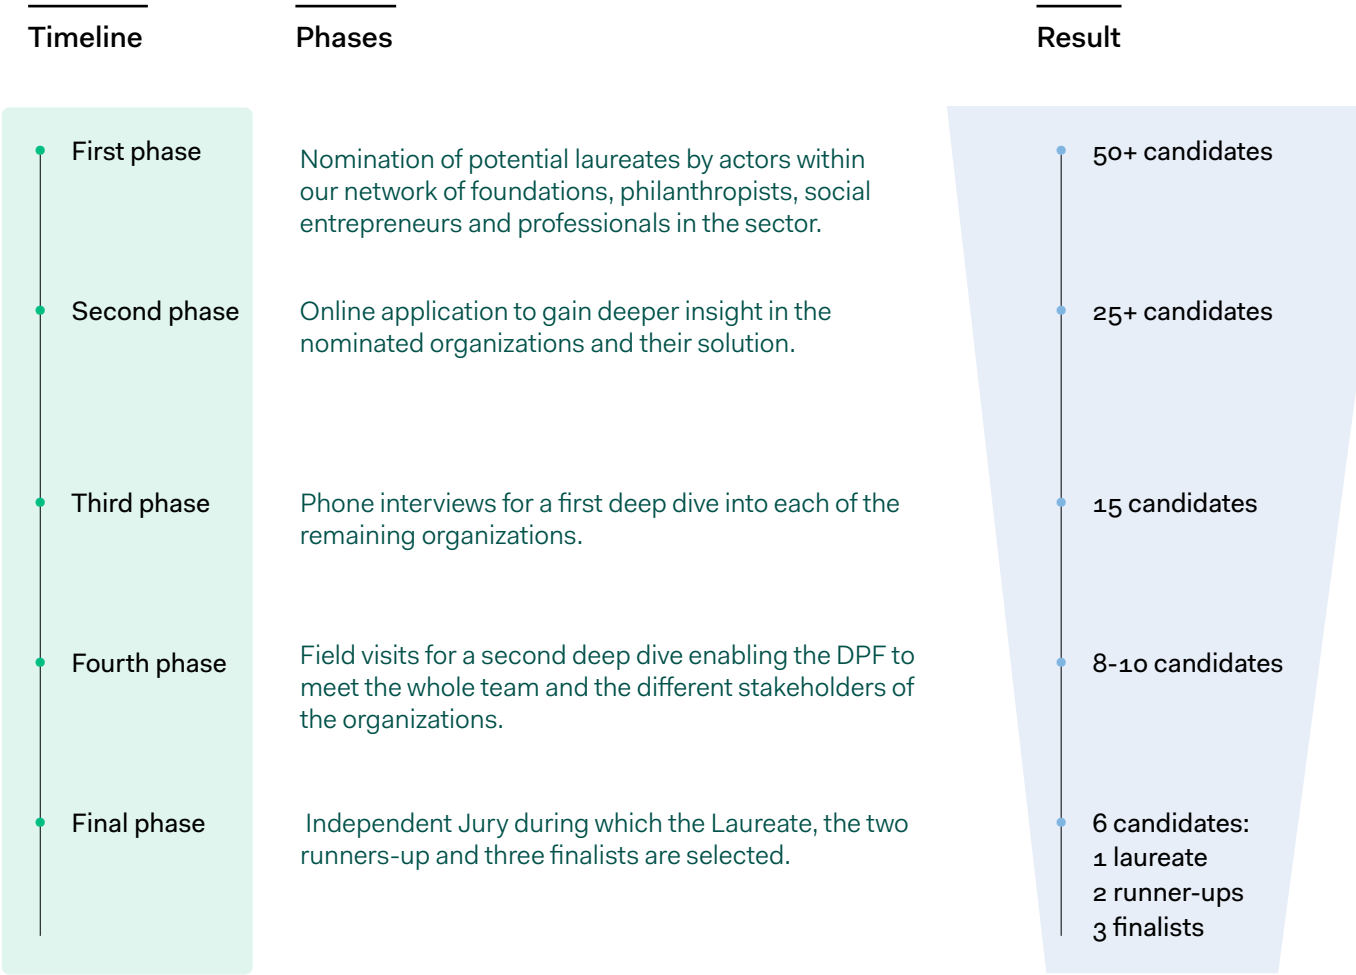 Timeline
Phases
Result
First phase
Nomination of potential laureates by actors within
our network of foundations, philanthropists, social
entrepreneurs and professionals in the sector.
50+ candidates
Second phase
Online application to gain deeper insight in the
nominated organizations and their solution.
25+ candidates
Third phase
Phone interviews for a first deep dive into each of the
remaining organizations.
15 candidates
Fourth phase
Field visits for a second deep dive enabling the DPF to
meet the whole team and the different stakeholders of
the organizations.
8-10 candidates
Final phase
Independent Jury during which the Laureate, the two
runners-up and three finalists are selected.
6 candidates:
1 laureate
2 runner-ups
3 finalists